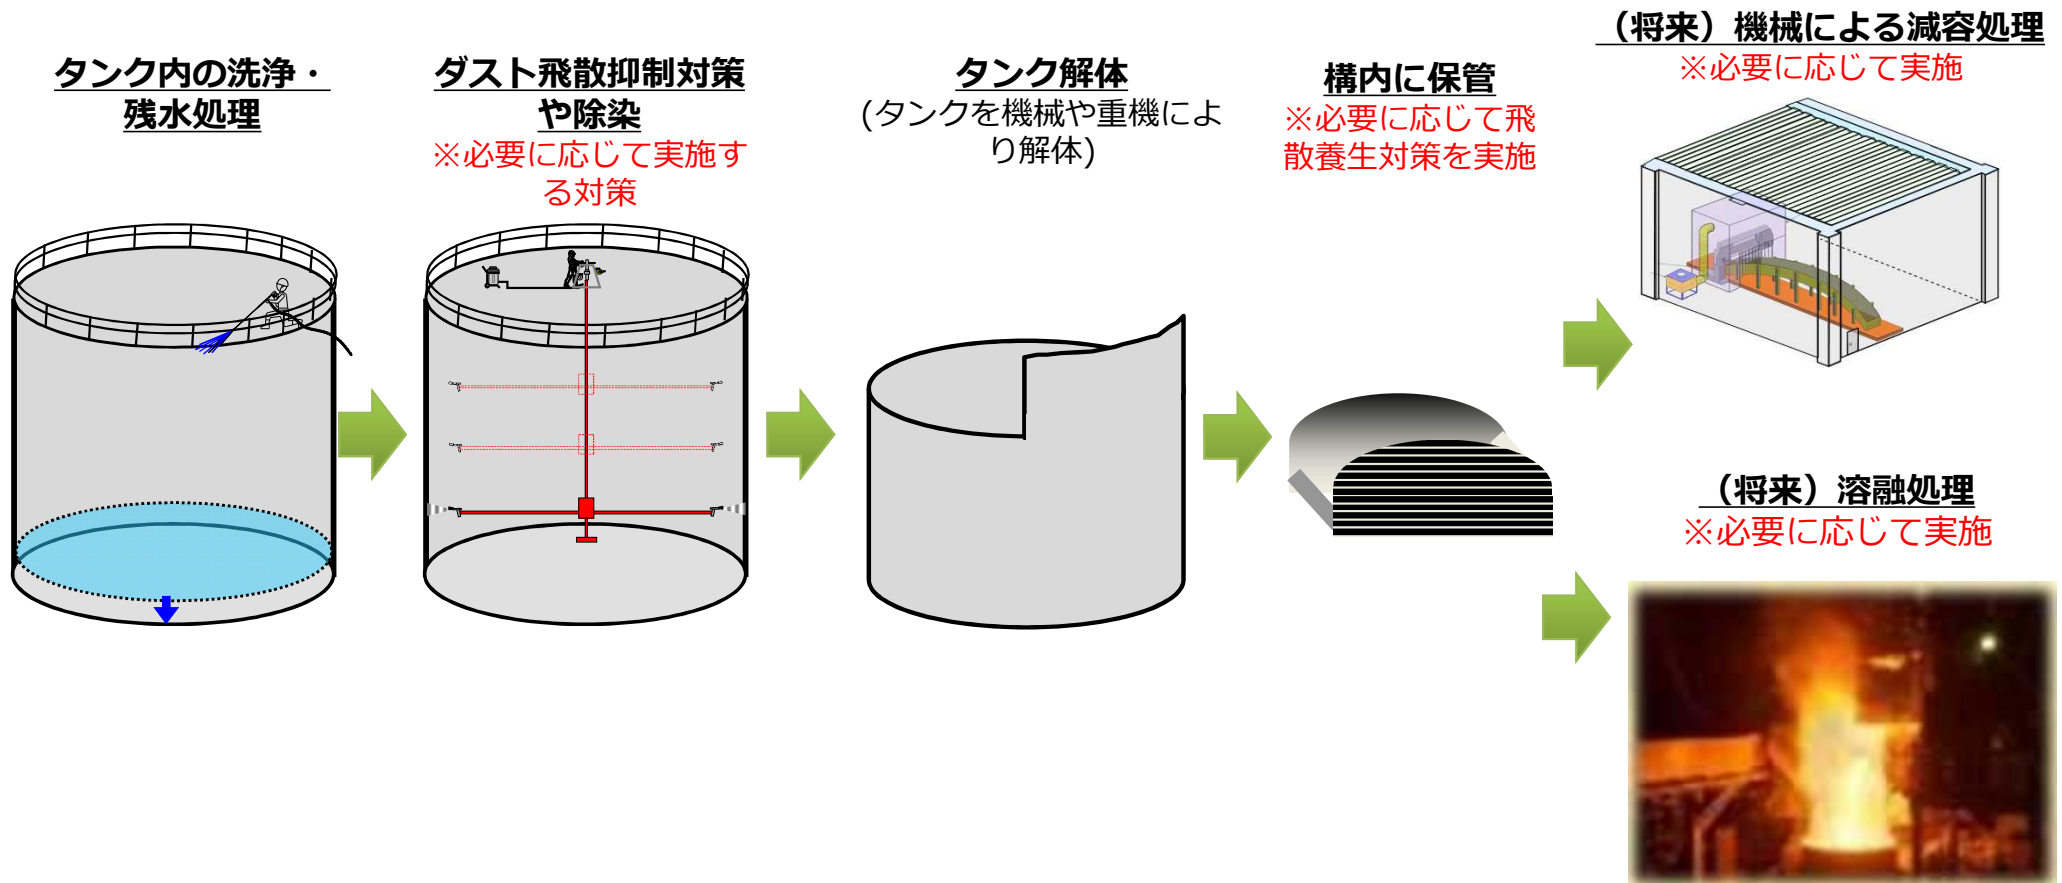 タンク内の洗浄・
残水処理
ダスト飛散抑制対策
や除染
※必要に応じて実施す
る対策
タンク解体
(タンクを機械や重機によ
り解体)
構内に保管
※必要に応じて飛
散養生対策を実施
（将来）機械による減容処理
※必要に応じて実施
（将来）溶融処理
※必要に応じて実施